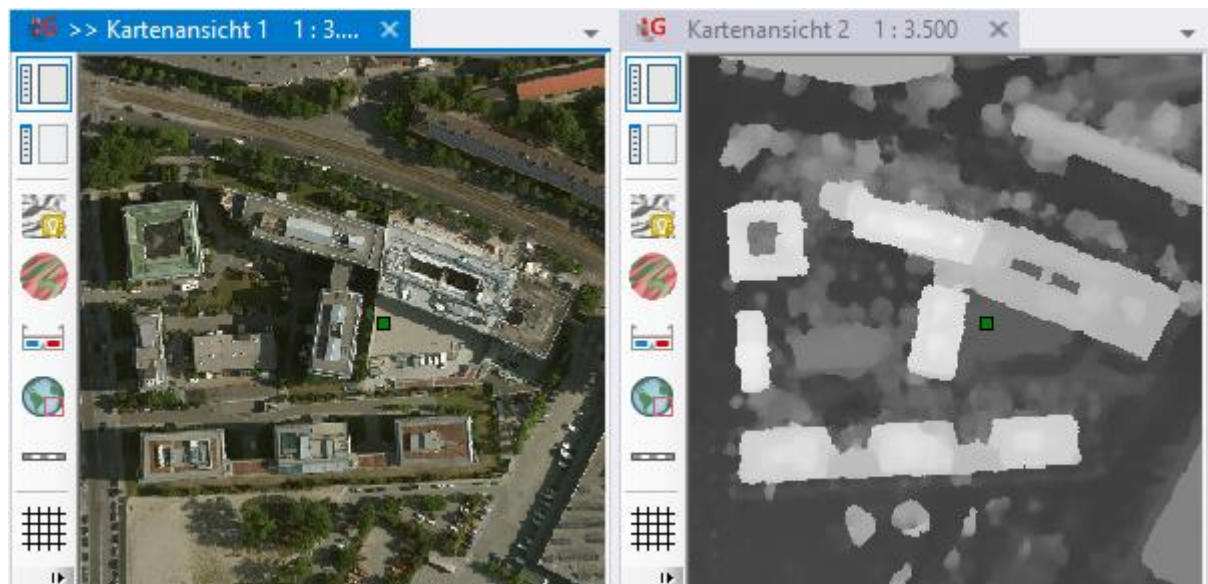 >> Kartenansicht 1 1 : 3....
Kartenansicht 2 1 : 3.500